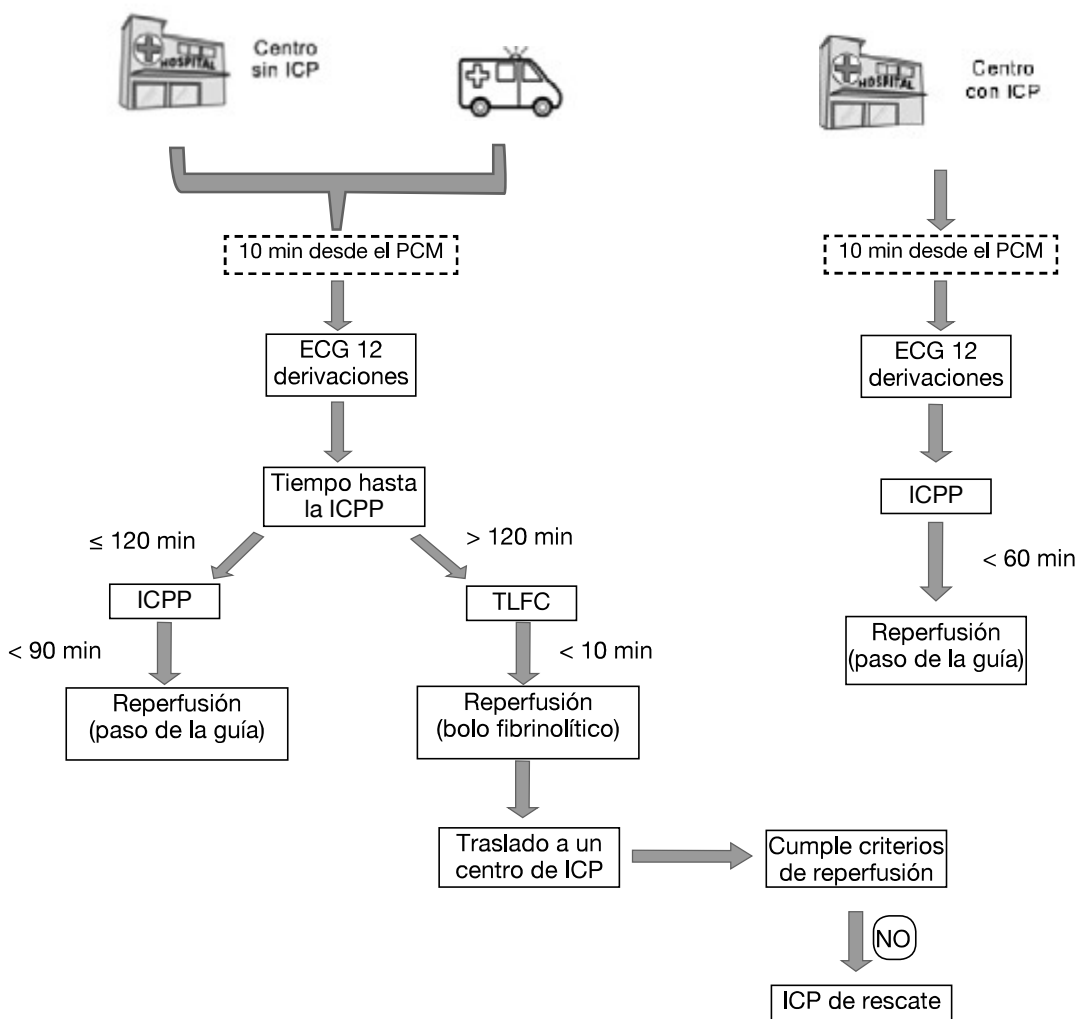 Centro
sin ICP
HOSPITAL
Centro
con ICP
HOSPITAL
10 min desde el PCM
10 min desde el PCM
ECG 12
derivaciones
ECG 12
derivaciones
Tiempo hasta
la ICPP
ICPP
≤ 120 min
> 120 min
< 60 min
ICPP
TLFC
< 90 min
< 10 min
Reperfusión
(paso de la guía)
Reperfusión
(paso de la guía)
Reperfusión
(bolo fibrinolítico)
Traslado a un
centro de ICP
Cumple criterios
de reperfusión
NO
ICP de rescate